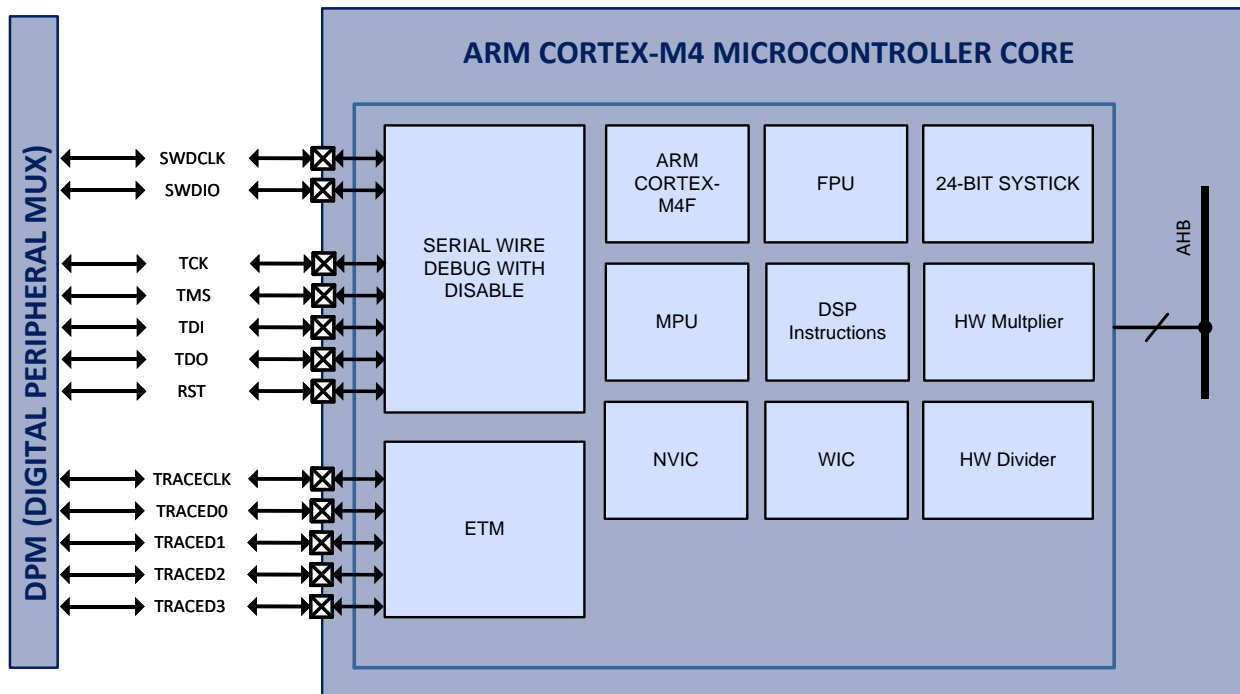 DPM (DIGITAL PERIPHERAL MUX)
ARM CORTEX-M4 MICROCONTROLLER CORE
SWDCLK
SWDIO
TCK
TMS
TDI
TDO
RST
TRACECLK
TRACED0
TRACED1
TRACED2
TRACED3
SERIAL WIRE
DEBUG WITH
DISABLE
ETM
ARM
CORTEX-
M4F
FPU
24-BIT SYSTICK
MPU
DSP
Instructions
HW Multplier
NVIC
WIC
HW Divider
AHB